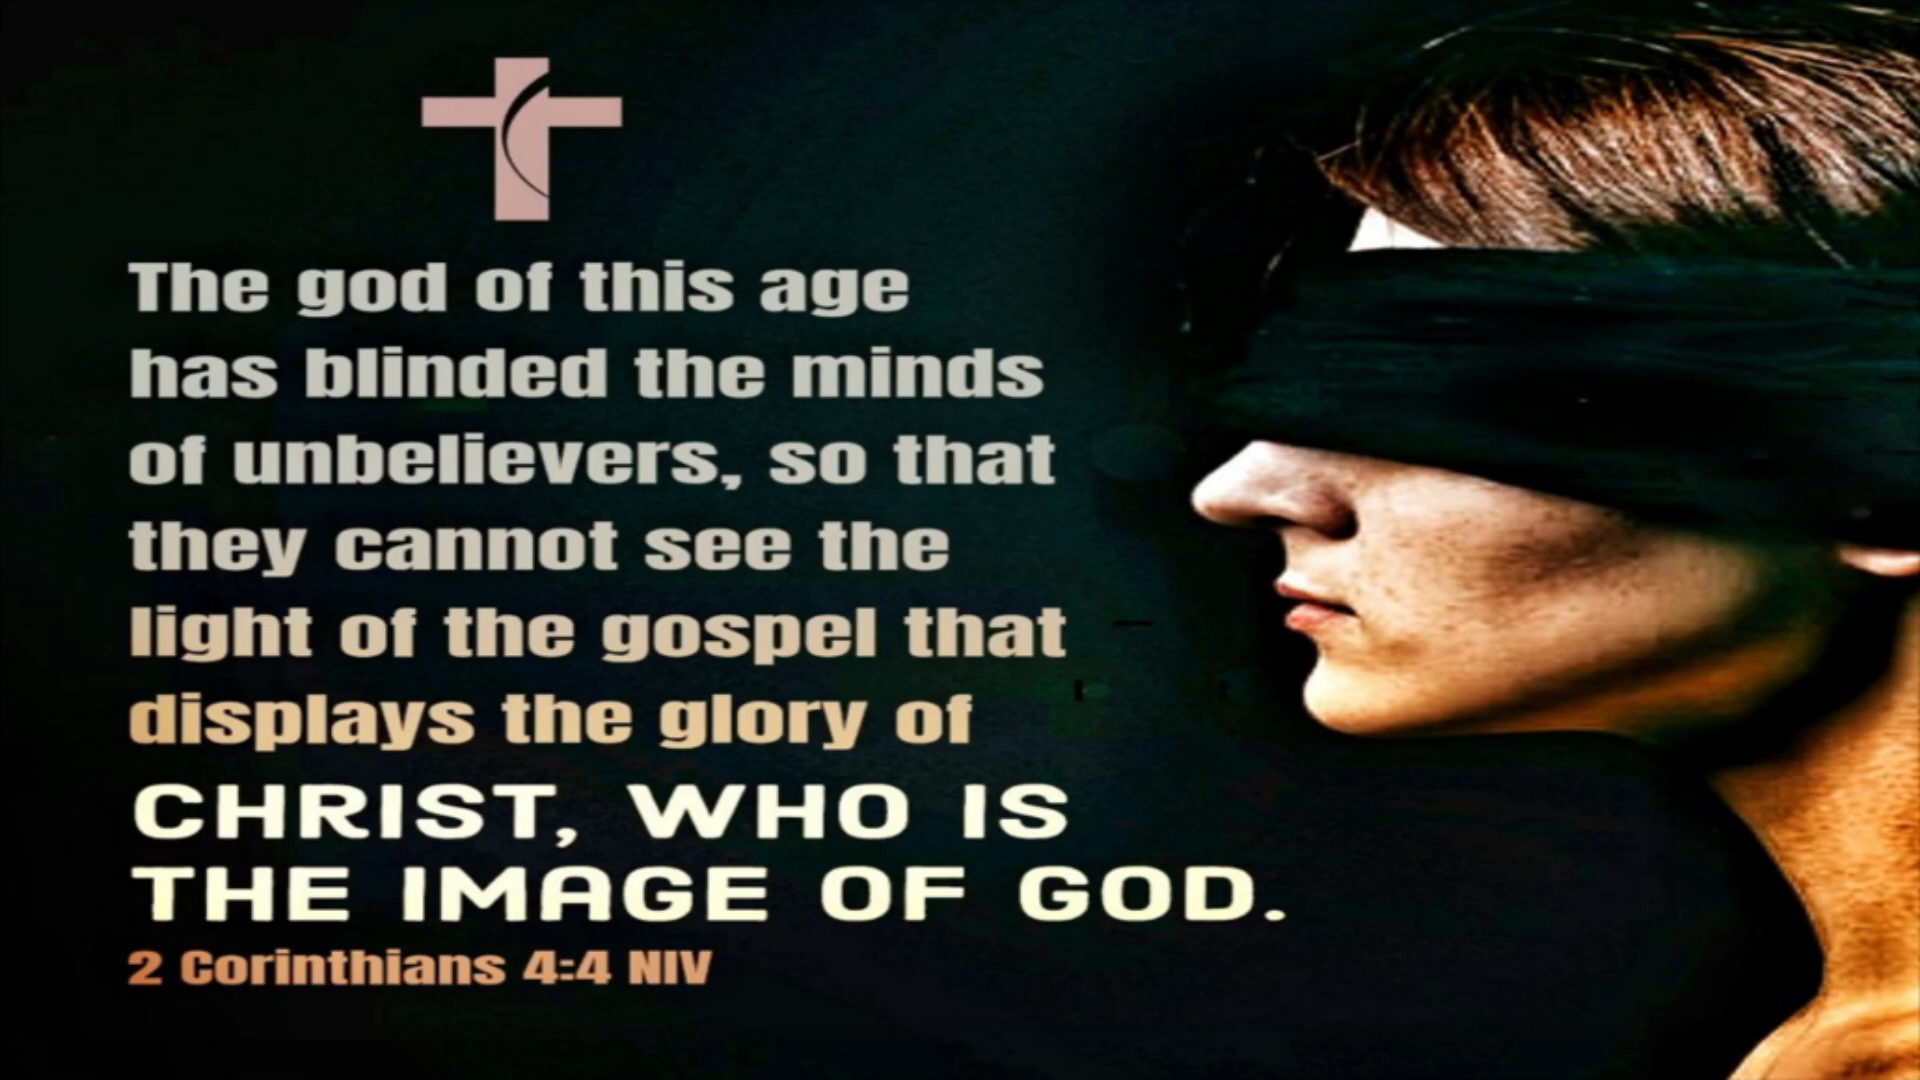 The god of this age
has blinded the minds
of unbelievers, so that
they cannot see the
light of the gospel that
displays the glory of
CHRIST, WHO IS
THE IMAGE OF GOD.
2 Corinthians 4:4 NIV